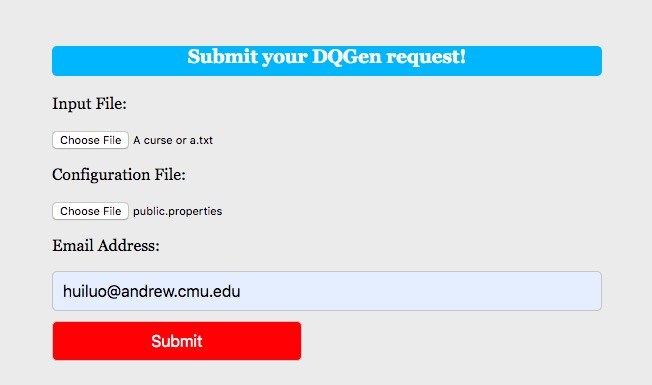 Submit your DQGen request!
Input File:
Choose File A curse or a.txt
Configuration File:
Choose File public.properties
Email Address:
huiluo@andrew.cmu.edu
Submit